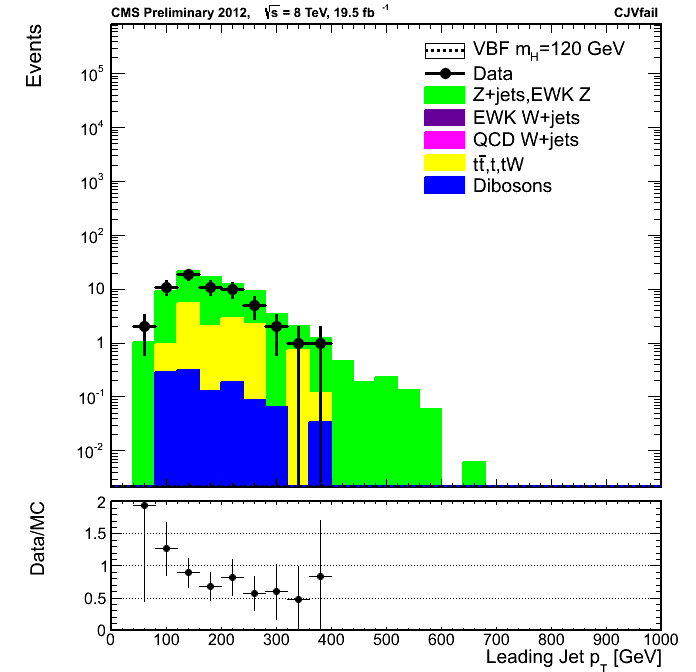 CMS Preliminary 2012, √s = 8 TeV, 19.5 fb⁻¹ CJVfail
Events
VBF m_H=120 GeV
Data
Z+jets,EWK Z
EWK W+jets
QCD W+jets
tt̄,t,tW
Dibosons
10⁵
10⁴
10³
10²
10
1
10⁻¹
10⁻²
Data/MC
2
1.5
1
0.5
0
0 100 200 300 400 500 600 700 800 900 1000
Leading Jet p_T [GeV]